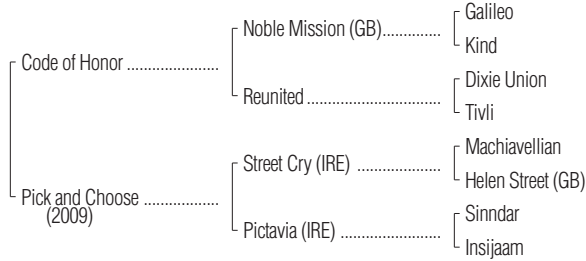 Galileo
Noble Mission (GB)..............
Kind
Code of Honor ....................
Dixie Union
Reunited ................................
Tivli
Machiavellian
Street Cry (IRE) ....................
Helen Street (GB)
Pick and Choose ................
(2009)
Sinndar
Pictavia (IRE) ........................
Insijaam